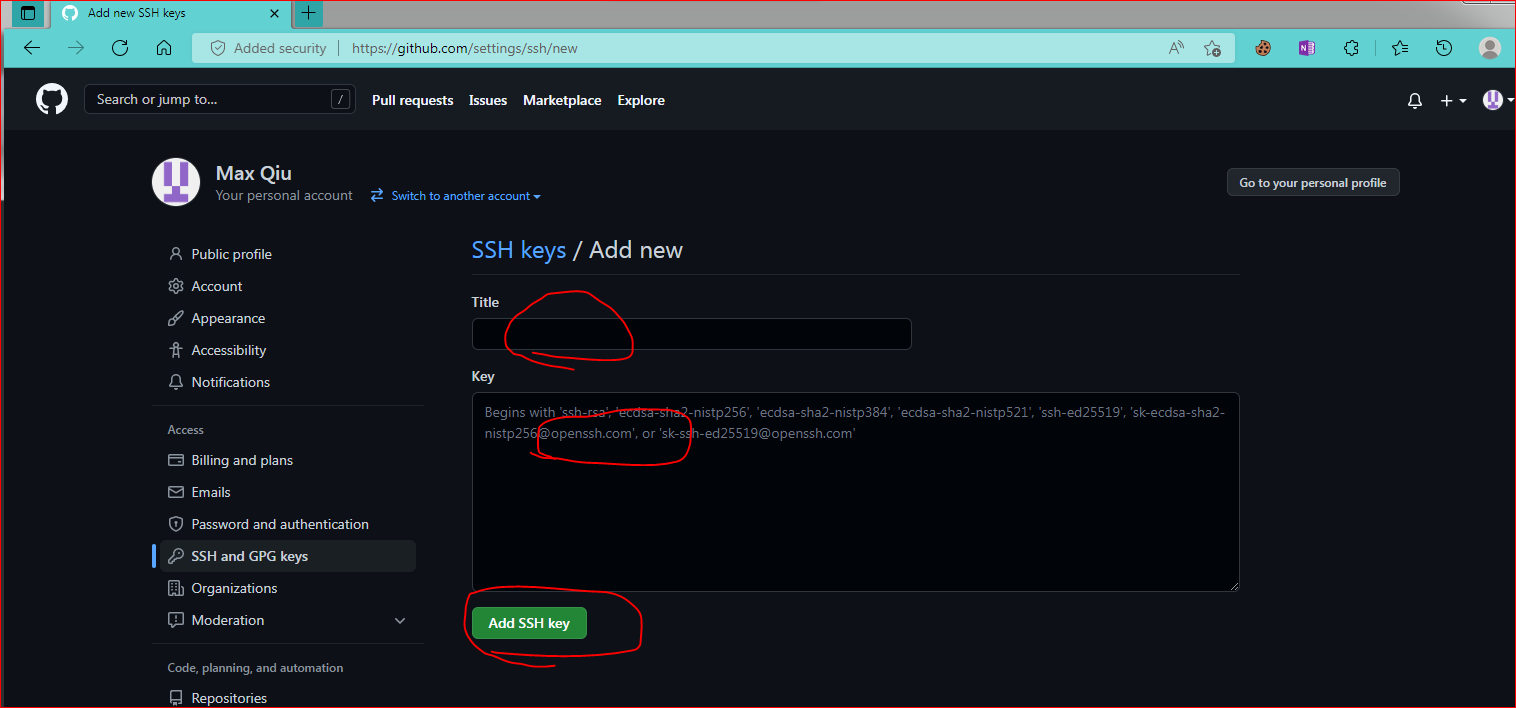 Add new SSH keys
Added security
https://github.com/settings/ssh/new
Search or jump to...
/
Pull requests
Issues
Marketplace
Explore
Max Qiu
Your personal account
Switch to another account
Go to your personal profile
Public profile
Account
Appearance
Accessibility
Notifications
Access
Billing and plans
Emails
Password and authentication
SSH and GPG keys
Organizations
Moderation
Code, planning, and automation
Repositories
SSH keys / Add new
Title
Key
Begins with 'ssh-rsa', 'ecdsa-sha2-nistp256', 'ecdsa-sha2-nistp384', 'ecdsa-sha2-nistp521', 'ssh-ed25519', 'sk-ecdsa-sha2-
nistp256@openssh.com', or 'sk-ssh-ed25519@openssh.com'
Add SSH key